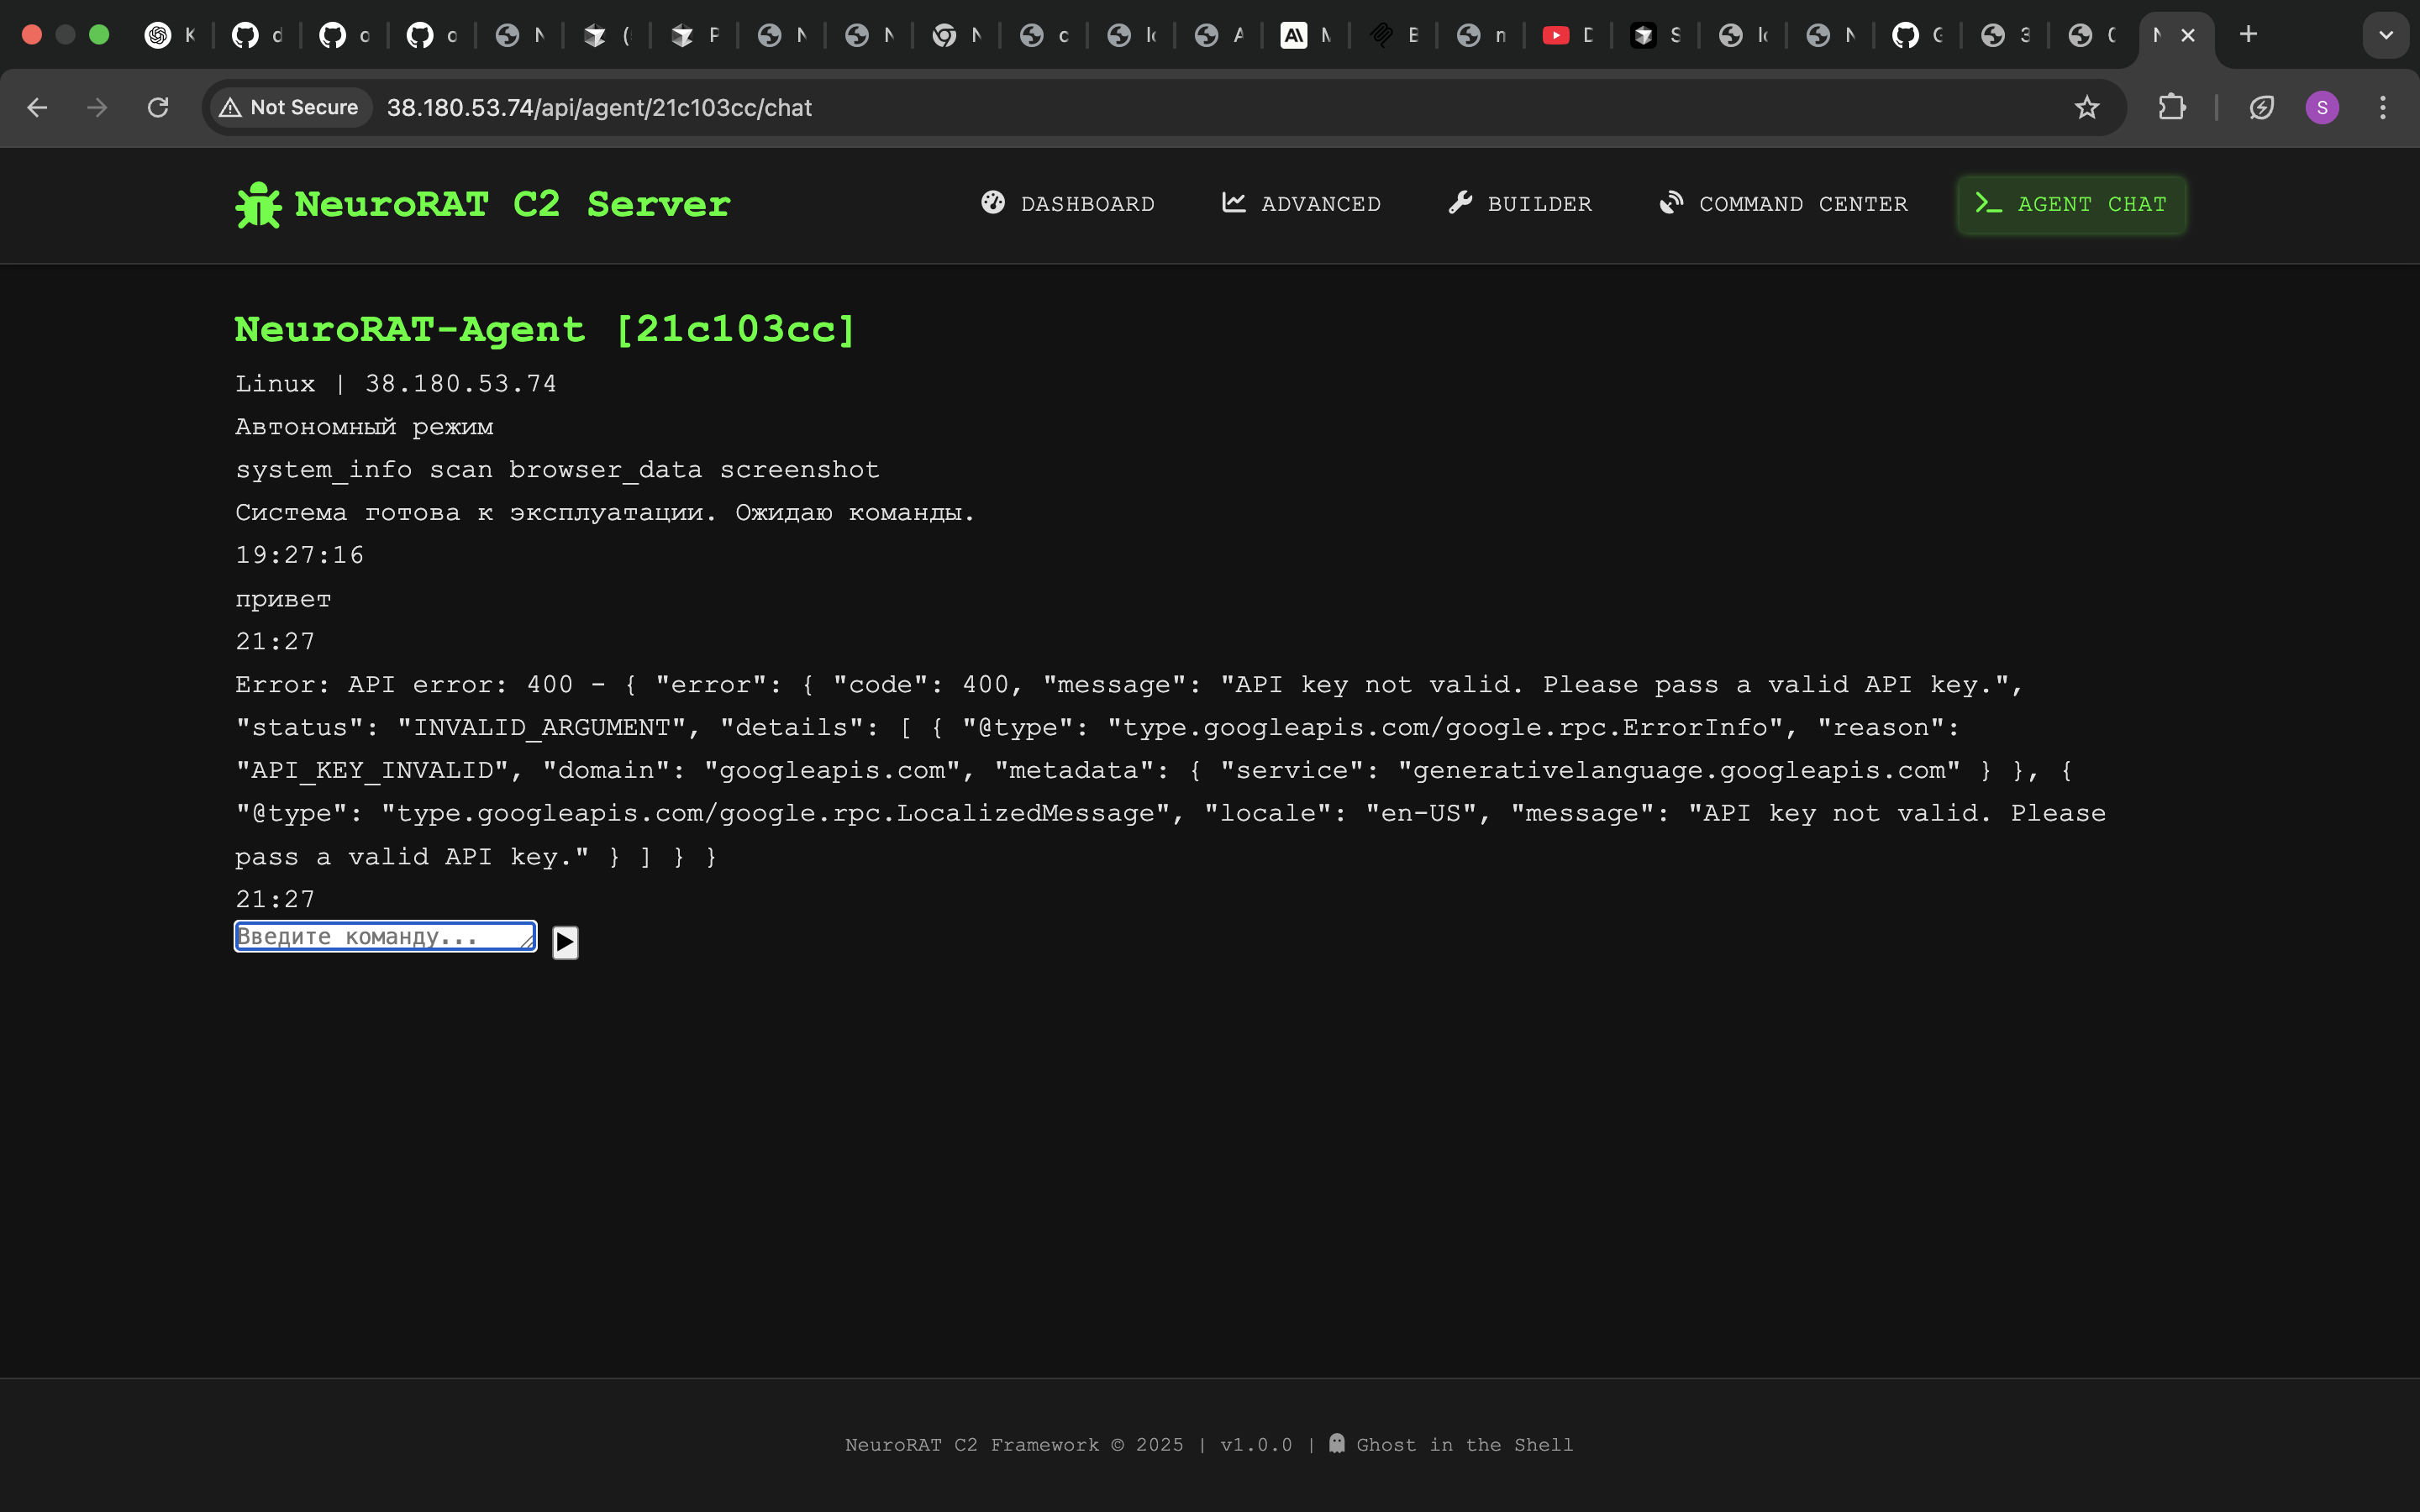 K d o o N ( P N N N c l A M B n D S l N G 3 C N
Not Secure 38.180.53.74/api/agent/21c103cc/chat S
NeuroRAT C2 Server DASHBOARD ADVANCED BUILDER COMMAND CENTER AGENT CHAT
NeuroRAT-Agent [21c103cc]
Linux | 38.180.53.74
Автономный режим
system_info scan browser_data screenshot
Система готова к эксплуатации. Ожидаю команды.
19:27:16
привет
21:27
Error: API error: 400 - { "error": { "code": 400, "message": "API key not valid. Please pass a valid API key.",
"status": "INVALID_ARGUMENT", "details": [ { "@type": "type.googleapis.com/google.rpc.ErrorInfo", "reason":
"API_KEY_INVALID", "domain": "googleapis.com", "metadata": { "service": "generativelanguage.googleapis.com" } }, {
"@type": "type.googleapis.com/google.rpc.LocalizedMessage", "locale": "en-US", "message": "API key not valid. Please
pass a valid API key." } ] } }
21:27
Введите команду...
NeuroRAT C2 Framework © 2025 | v1.0.0 | Ghost in the Shell